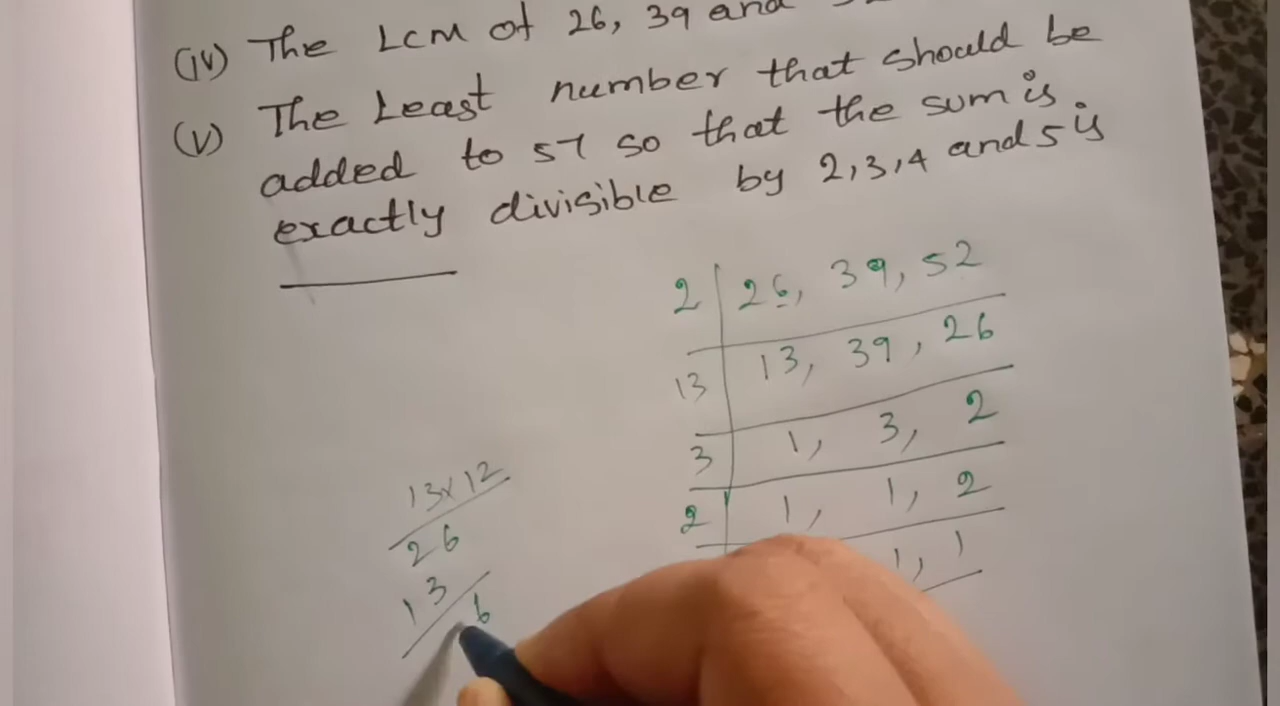 (iv) The LCM of 26, 39 and
(v) The Least number that should be
added to 57 so that the sum is
exactly divisible by 2,3,4 and 5 is
2 26, 39, 52
13 13, 39, 26
3 1, 3, 2
2 1, 1, 2
1, 1
13x12
26
13
6